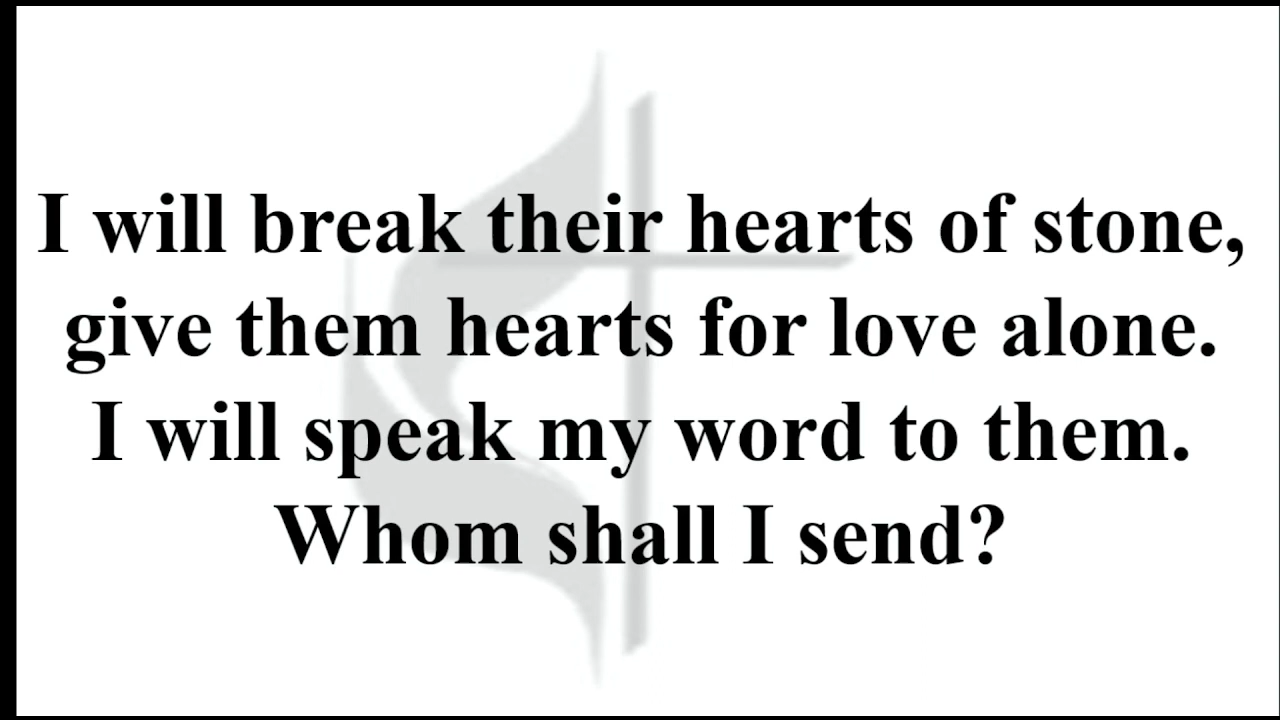 I will break their hearts of stone,
give them hearts for love alone.
I will speak my word to them.
Whom shall I send?